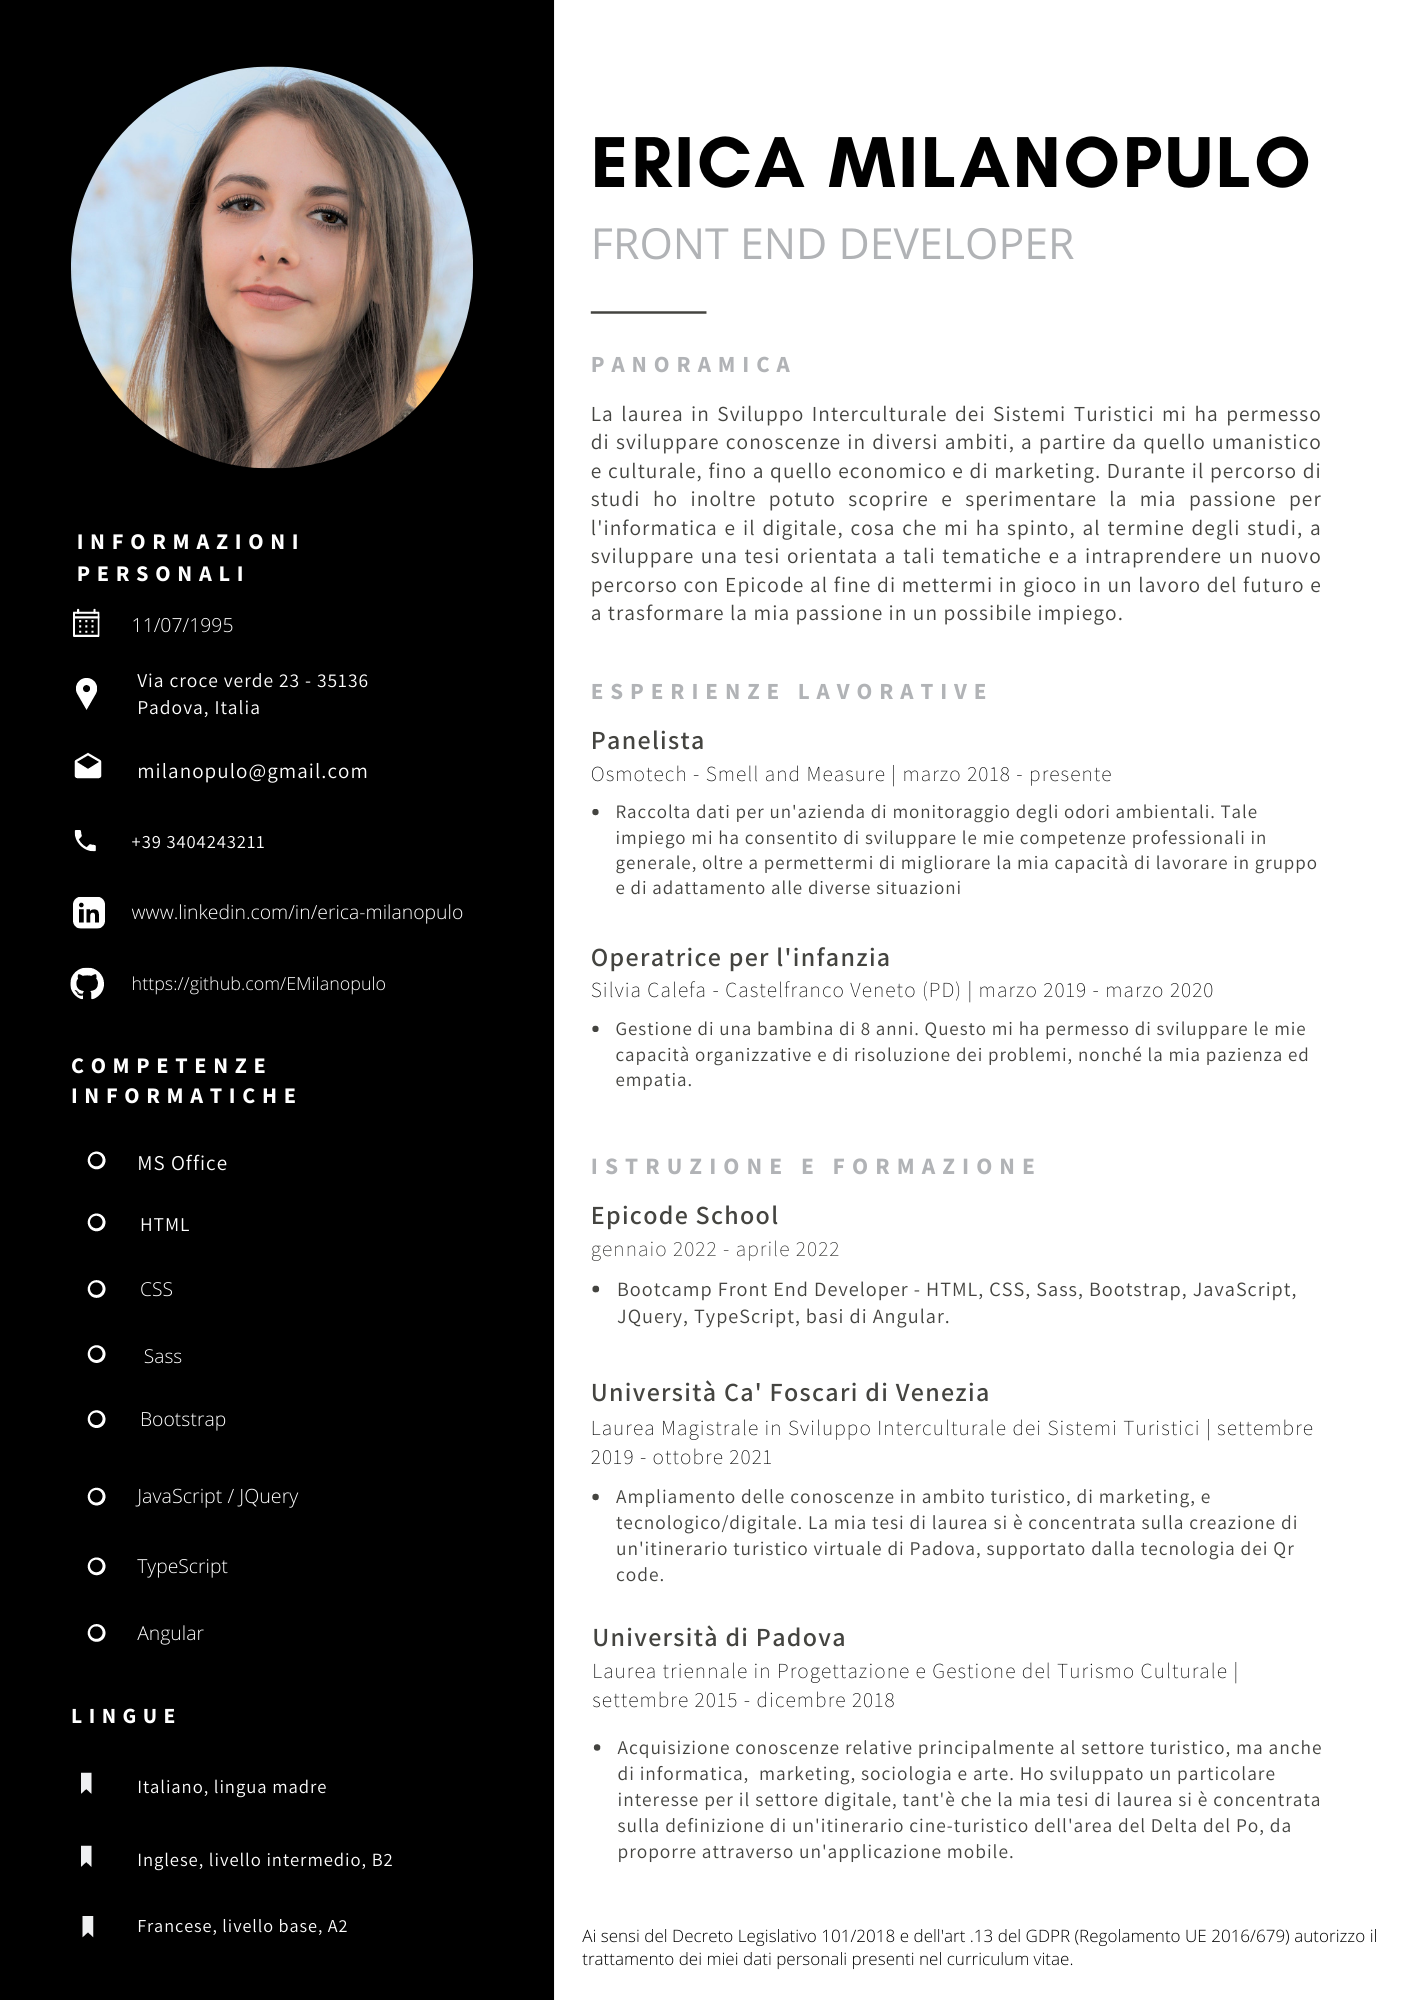 ERICA MILANOPULO
FRONT END DEVELOPER
INFORMAZIONI
PERSONALI
11/07/1995
Via croce verde 23 - 35136
Padova, Italia
milanopulo@gmail.com
+39 3404243211
www.linkedin.com/in/erica-milanopulo
https://github.com/EMilanopulo
COMPETENZE
INFORMATICHE
MS Office
HTML
CSS
Sass
Bootstrap
JavaScript / JQuery
TypeScript
Angular
LINGUE
Italiano, lingua madre
Inglese, livello intermedio, B2
Francese, livello base, A2
PANORAMICA
La laurea in Sviluppo Interculturale dei Sistemi Turistici mi ha permesso
di sviluppare conoscenze in diversi ambiti, a partire da quello umanistico
e culturale, fino a quello economico e di marketing. Durante il percorso di
studi ho inoltre potuto scoprire e sperimentare la mia passione per
l'informatica e il digitale, cosa che mi ha spinto, al termine degli studi, a
sviluppare una tesi orientata a tali tematiche e a intraprendere un nuovo
percorso con Epicode al fine di mettermi in gioco in un lavoro del futuro e
a trasformare la mia passione in un possibile impiego.
ESPERIENZE LAVORATIVE
Panelista
Osmotech - Smell and Measure | marzo 2018 - presente
• Raccolta dati per un'azienda di monitoraggio degli odori ambientali. Tale
impiego mi ha consentito di sviluppare le mie competenze professionali in
generale, oltre a permettermi di migliorare la mia capacità di lavorare in gruppo
e di adattamento alle diverse situazioni
Operatrice per l'infanzia
Silvia Calefa - Castelfranco Veneto (PD) | marzo 2019 - marzo 2020
• Gestione di una bambina di 8 anni. Questo mi ha permesso di sviluppare le mie
capacità organizzative e di risoluzione dei problemi, nonché la mia pazienza ed
empatia.
ISTRUZIONE E FORMAZIONE
Epicode School
gennaio 2022 - aprile 2022
• Bootcamp Front End Developer - HTML, CSS, Sass, Bootstrap, JavaScript,
JQuery, TypeScript, basi di Angular.
Università Ca' Foscari di Venezia
Laurea Magistrale in Sviluppo Interculturale dei Sistemi Turistici | settembre
2019 - ottobre 2021
• Ampliamento delle conoscenze in ambito turistico, di marketing, e
tecnologico/digitale. La mia tesi di laurea si è concentrata sulla creazione di
un'itinerario turistico virtuale di Padova, supportato dalla tecnologia dei Qr
code.
Università di Padova
Laurea triennale in Progettazione e Gestione del Turismo Culturale |
settembre 2015 - dicembre 2018
• Acquisizione conoscenze relative principalmente al settore turistico, ma anche
di informatica, marketing, sociologia e arte. Ho sviluppato un particolare
interesse per il settore digitale, tant'è che la mia tesi di laurea si è concentrata
sulla definizione di un'itinerario cine-turistico dell'area del Delta del Po, da
proporre attraverso un'applicazione mobile.
Ai sensi del Decreto Legislativo 101/2018 e dell'art .13 del GDPR (Regolamento UE 2016/679) autorizzo il
trattamento dei miei dati personali presenti nel curriculum vitae.